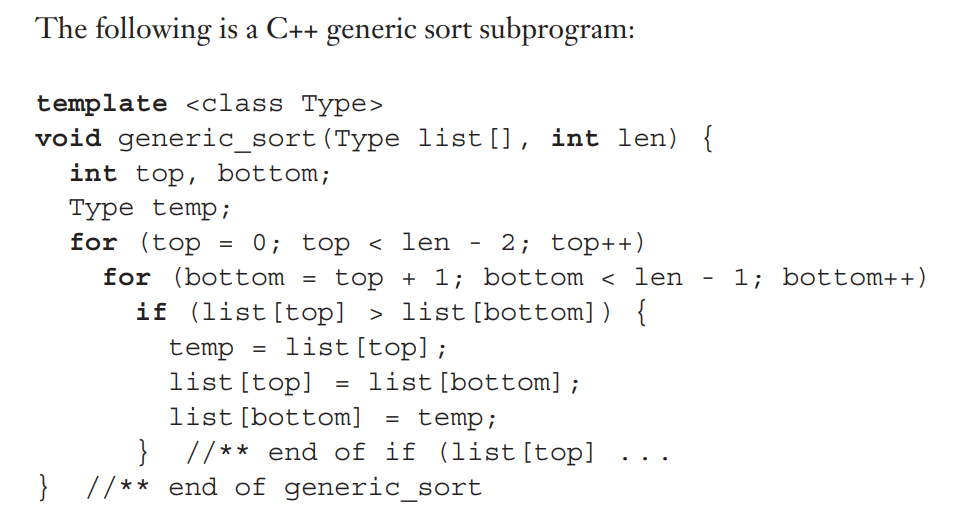 The following is a C++ generic sort subprogram:
template <class Type>
void generic_sort(Type list[], int len) {
  int top, bottom;
  Type temp;
  for (top = 0; top < len - 2; top++)
    for (bottom = top + 1; bottom < len - 1; bottom++)
      if (list[top] > list[bottom]) {
        temp = list[top];
        list[top] = list[bottom];
        list[bottom] = temp;
      }  //** end of if (list[top] ...
}  //** end of generic_sort